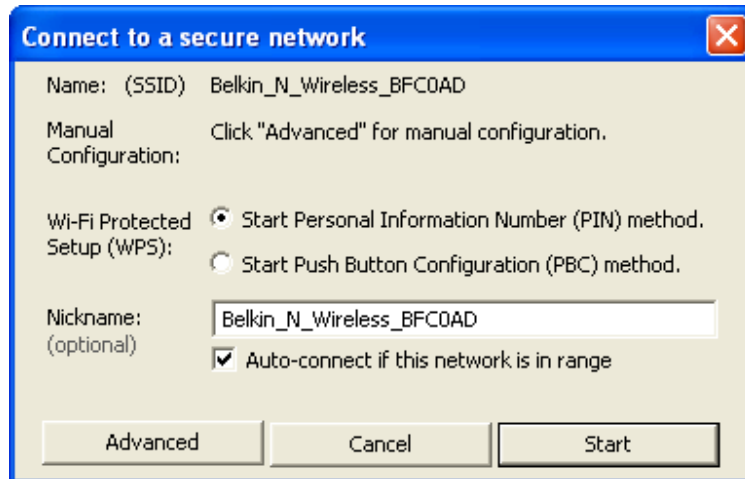 Connect to a secure network
Name: (SSID) Belkin_N_Wireless_BFC0AD
Manual Configuration: Click "Advanced" for manual configuration.
Wi-Fi Protected Setup (WPS): Start Personal Information Number (PIN) method.
Start Push Button Configuration (PBC) method.
Nickname: (optional) Belkin_N_Wireless_BFC0AD
Auto-connect if this network is in range
Advanced Cancel Start